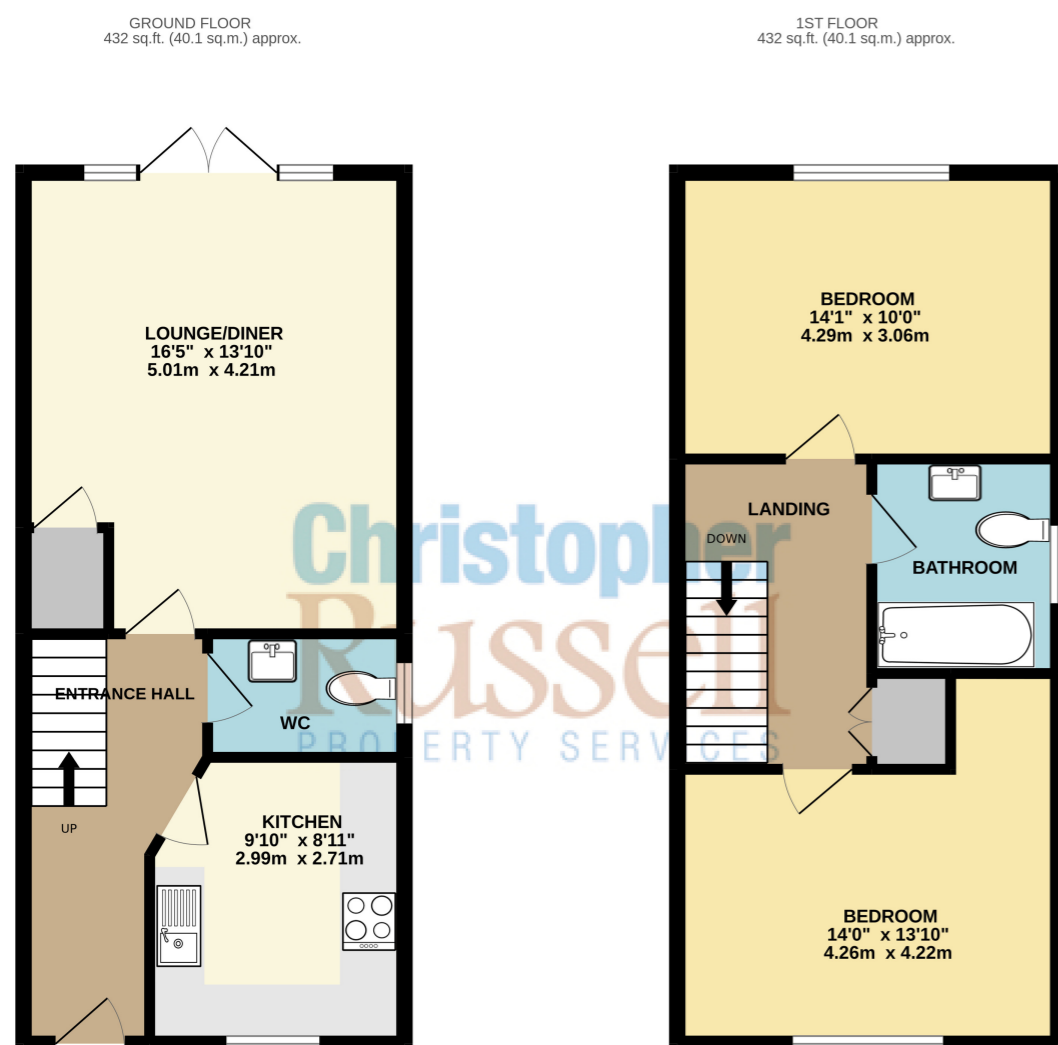 GROUND FLOOR
432 sq.ft. (40.1 sq.m.) approx.
1ST FLOOR
432 sq.ft. (40.1 sq.m.) approx.
LOUNGE/DINER
16'5" x 13'10"
5.01m x 4.21m
BEDROOM
14'1" x 10'0"
4.29m x 3.06m
LANDING
DOWN
BATHROOM
Christopher
Russell
PROPERTY SERVICES
ENTRANCE HALL
WC
UP
KITCHEN
9'10" x 8'11"
2.99m x 2.71m
BEDROOM
14'0" x 13'10"
4.26m x 4.22m